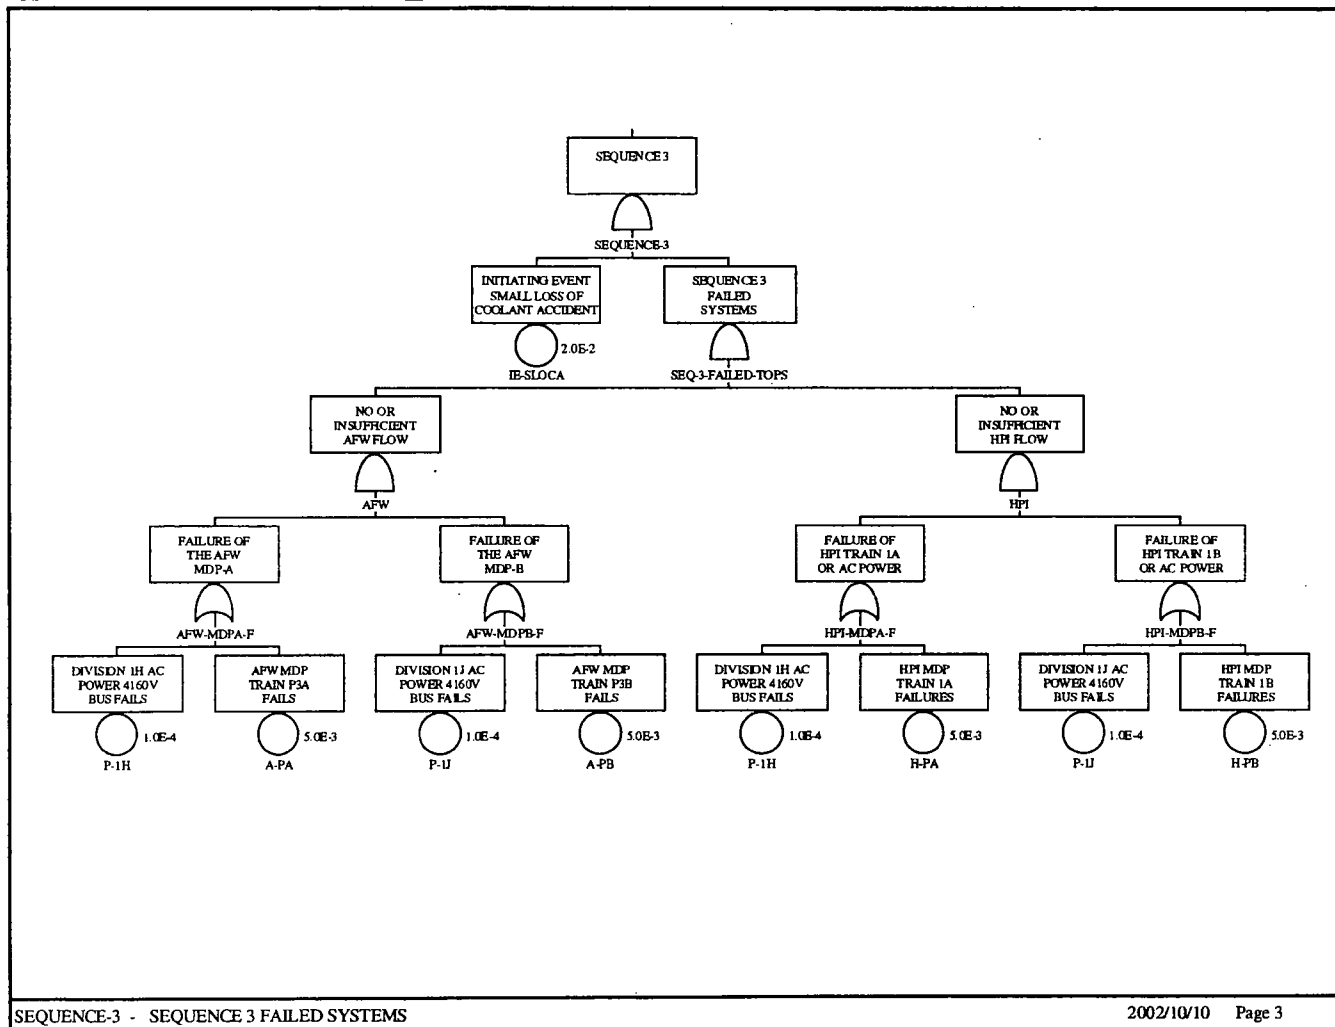 SEQUENCE 3
SEQUENCE-3
INITIATING EVENT
SMALL LOSS OF
COOLANT ACCIDENT
2.0E-2
IE-SLOCA
SEQUENCE 3
FAILED
SYSTEMS
SEQ-3-FAILED-TOPS
NO OR
INSUFFICIENT
AFW FLOW
AFW
NO OR
INSUFFICIENT
HPI FLOW
HPI
FAILURE OF
THE AFW
MDP-A
AFW-MDPA-F
FAILURE OF
THE AFW
MDP-B
AFW-MDPB-F
FAILURE OF
HPI TRAIN 1A
OR AC POWER
HPI-MDPA-F
FAILURE OF
HPI TRAIN 1B
OR AC POWER
HPI-MDPB-F
DIVISION 1H AC
POWER 4160V
BUS FAILS
1.0E-4
P-1H
AFW MDP
TRAIN P3A
FAILS
5.0E-3
A-PA
DIVISION 1J AC
POWER 4160V
BUS FAILS
1.0E-4
P-1J
AFW MDP
TRAIN P3B
FAILS
5.0E-3
A-PB
DIVISION 1H AC
POWER 4160V
BUS FAILS
1.0E-4
P-1H
HPI MDP
TRAIN 1A
FAILURES
5.0E-3
H-PA
DIVISION 1J AC
POWER 4160V
BUS FAILS
1.0E-4
P-1J
HPI MDP
TRAIN 1B
FAILURES
5.0E-3
H-PB
SEQUENCE-3 - SEQUENCE 3 FAILED SYSTEMS
2002/10/10 Page 3